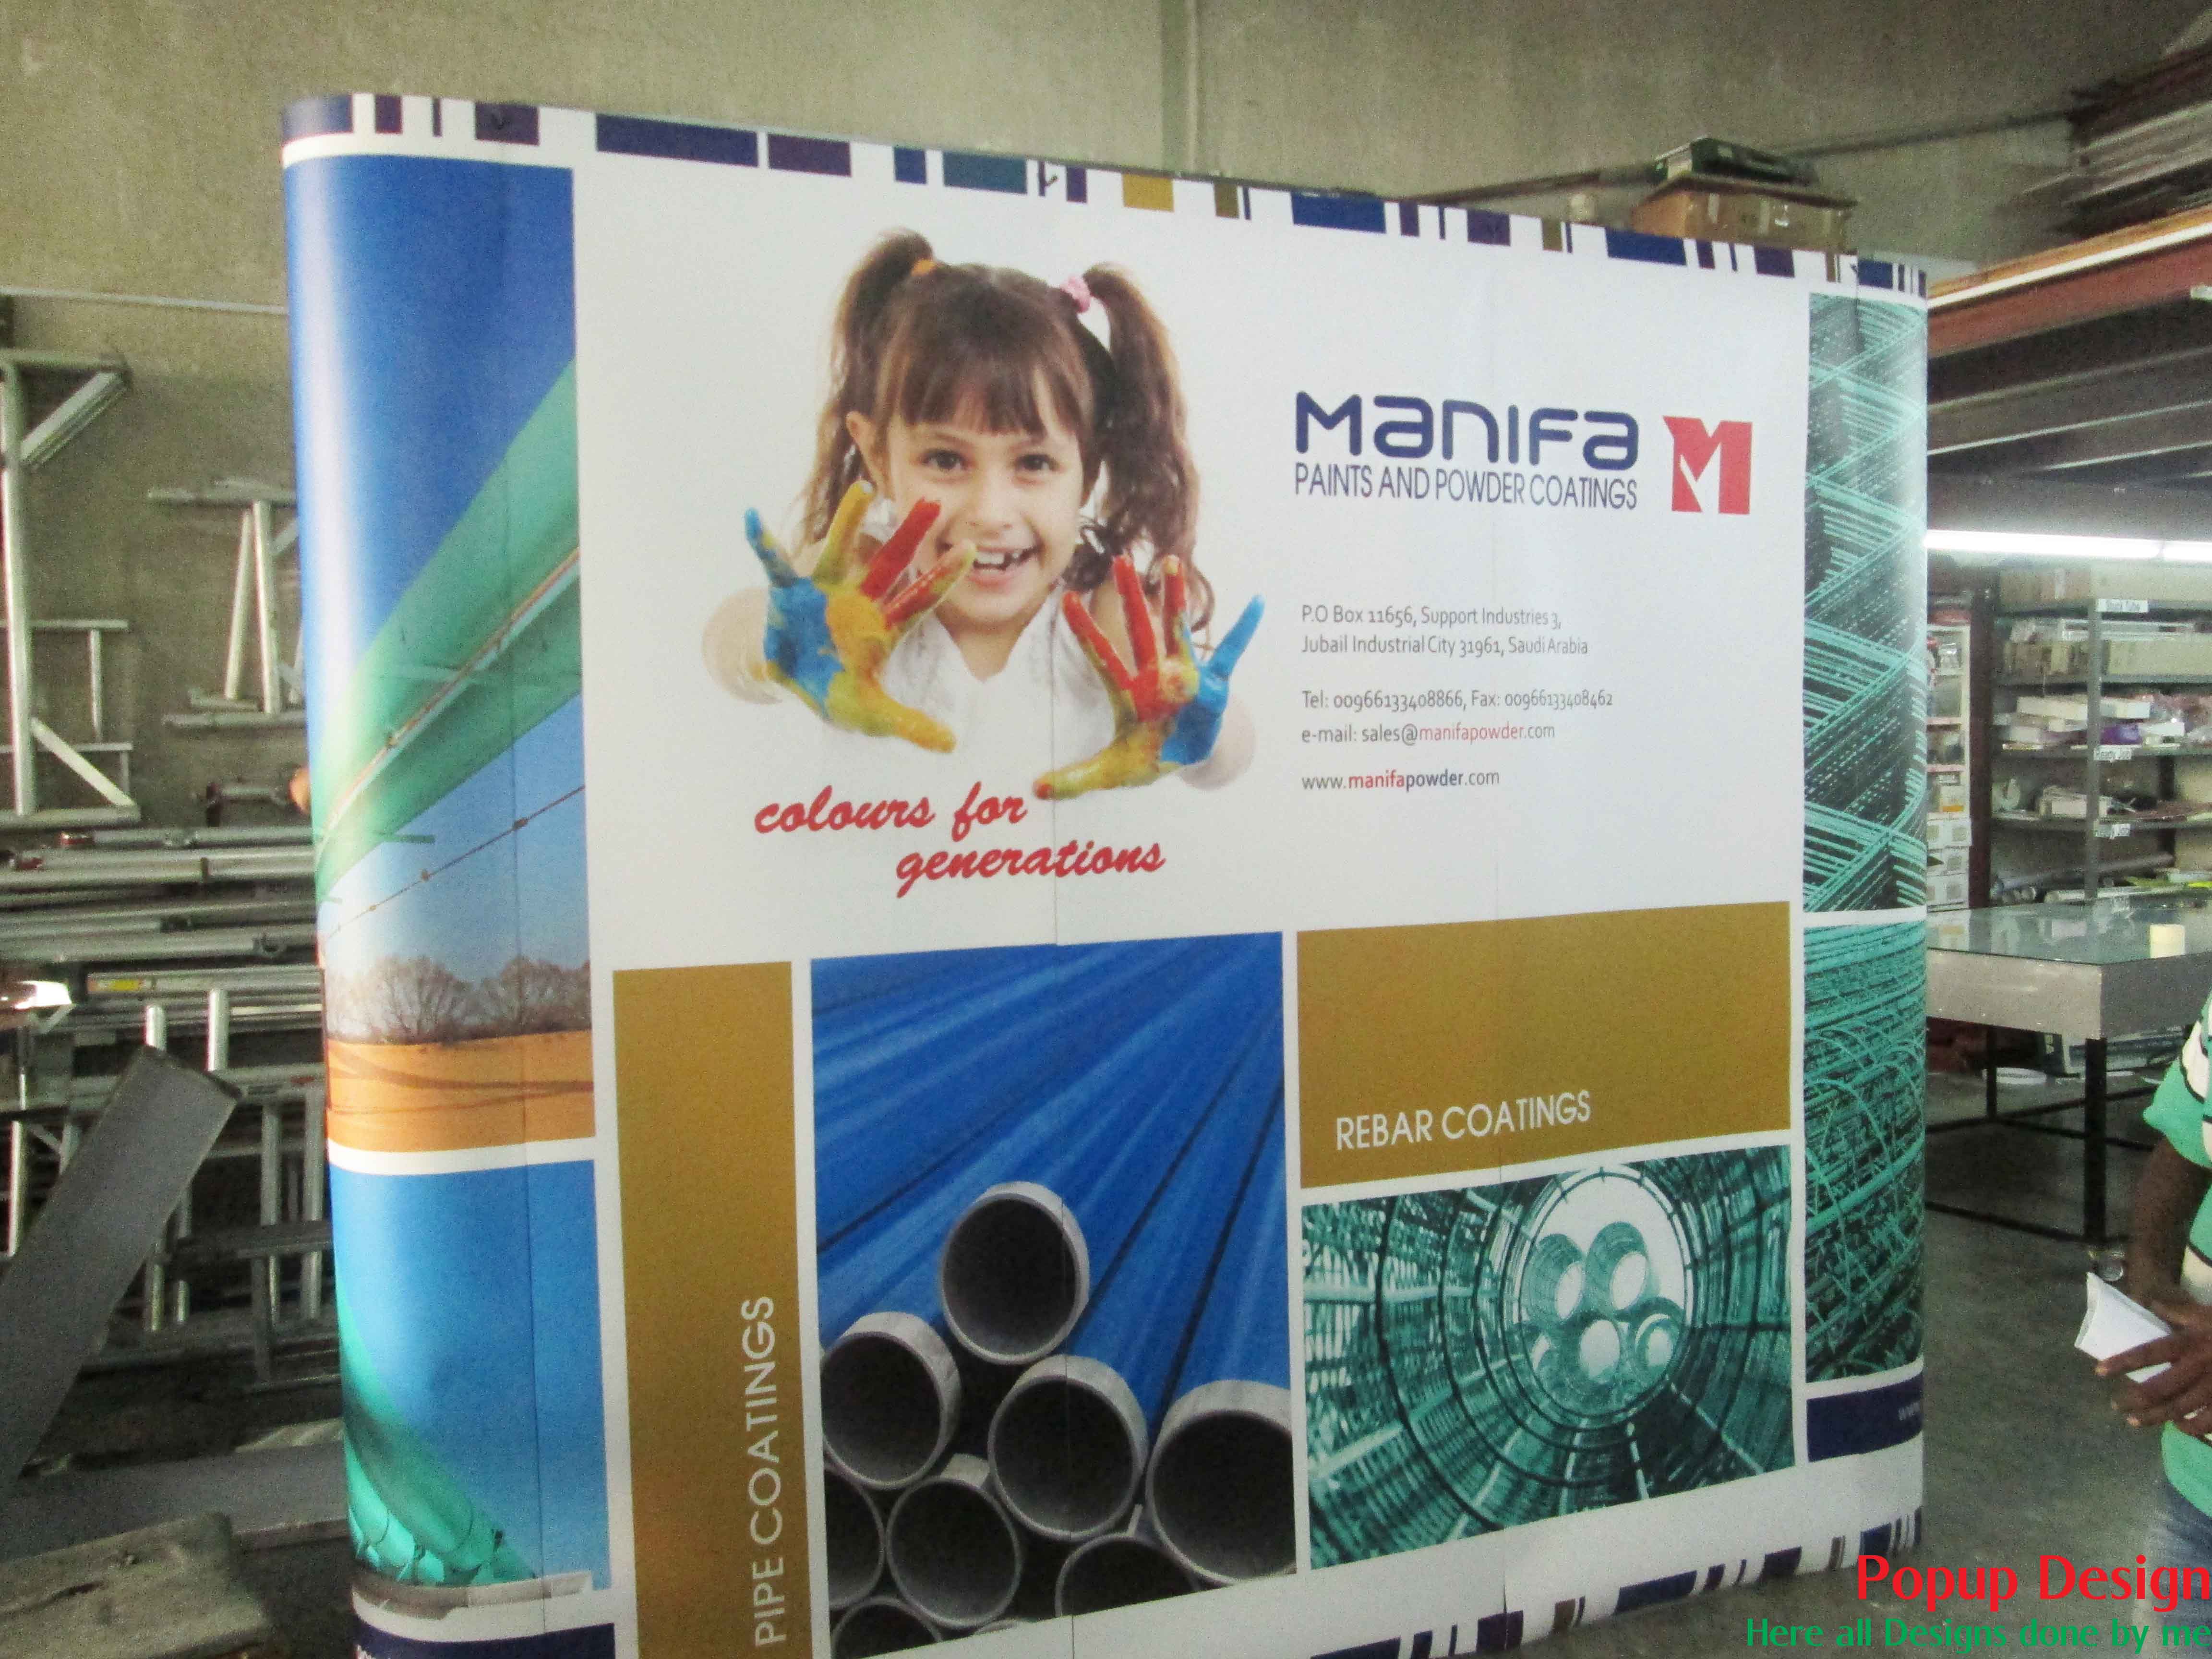 MANIFA
PAINTS AND POWDER COATINGS
M
P.O Box 11656, Support Industries 3,
Jubail Industrial City 31961, Saudi Arabia
Tel: 0096613340​8866, Fax: 00966133408462
e-mail: sales@manifapowder.com
www.manifapowder.com
colours for
generations
PIPE COATINGS
REBAR COATINGS
Popup Design
Here all Designs done by me